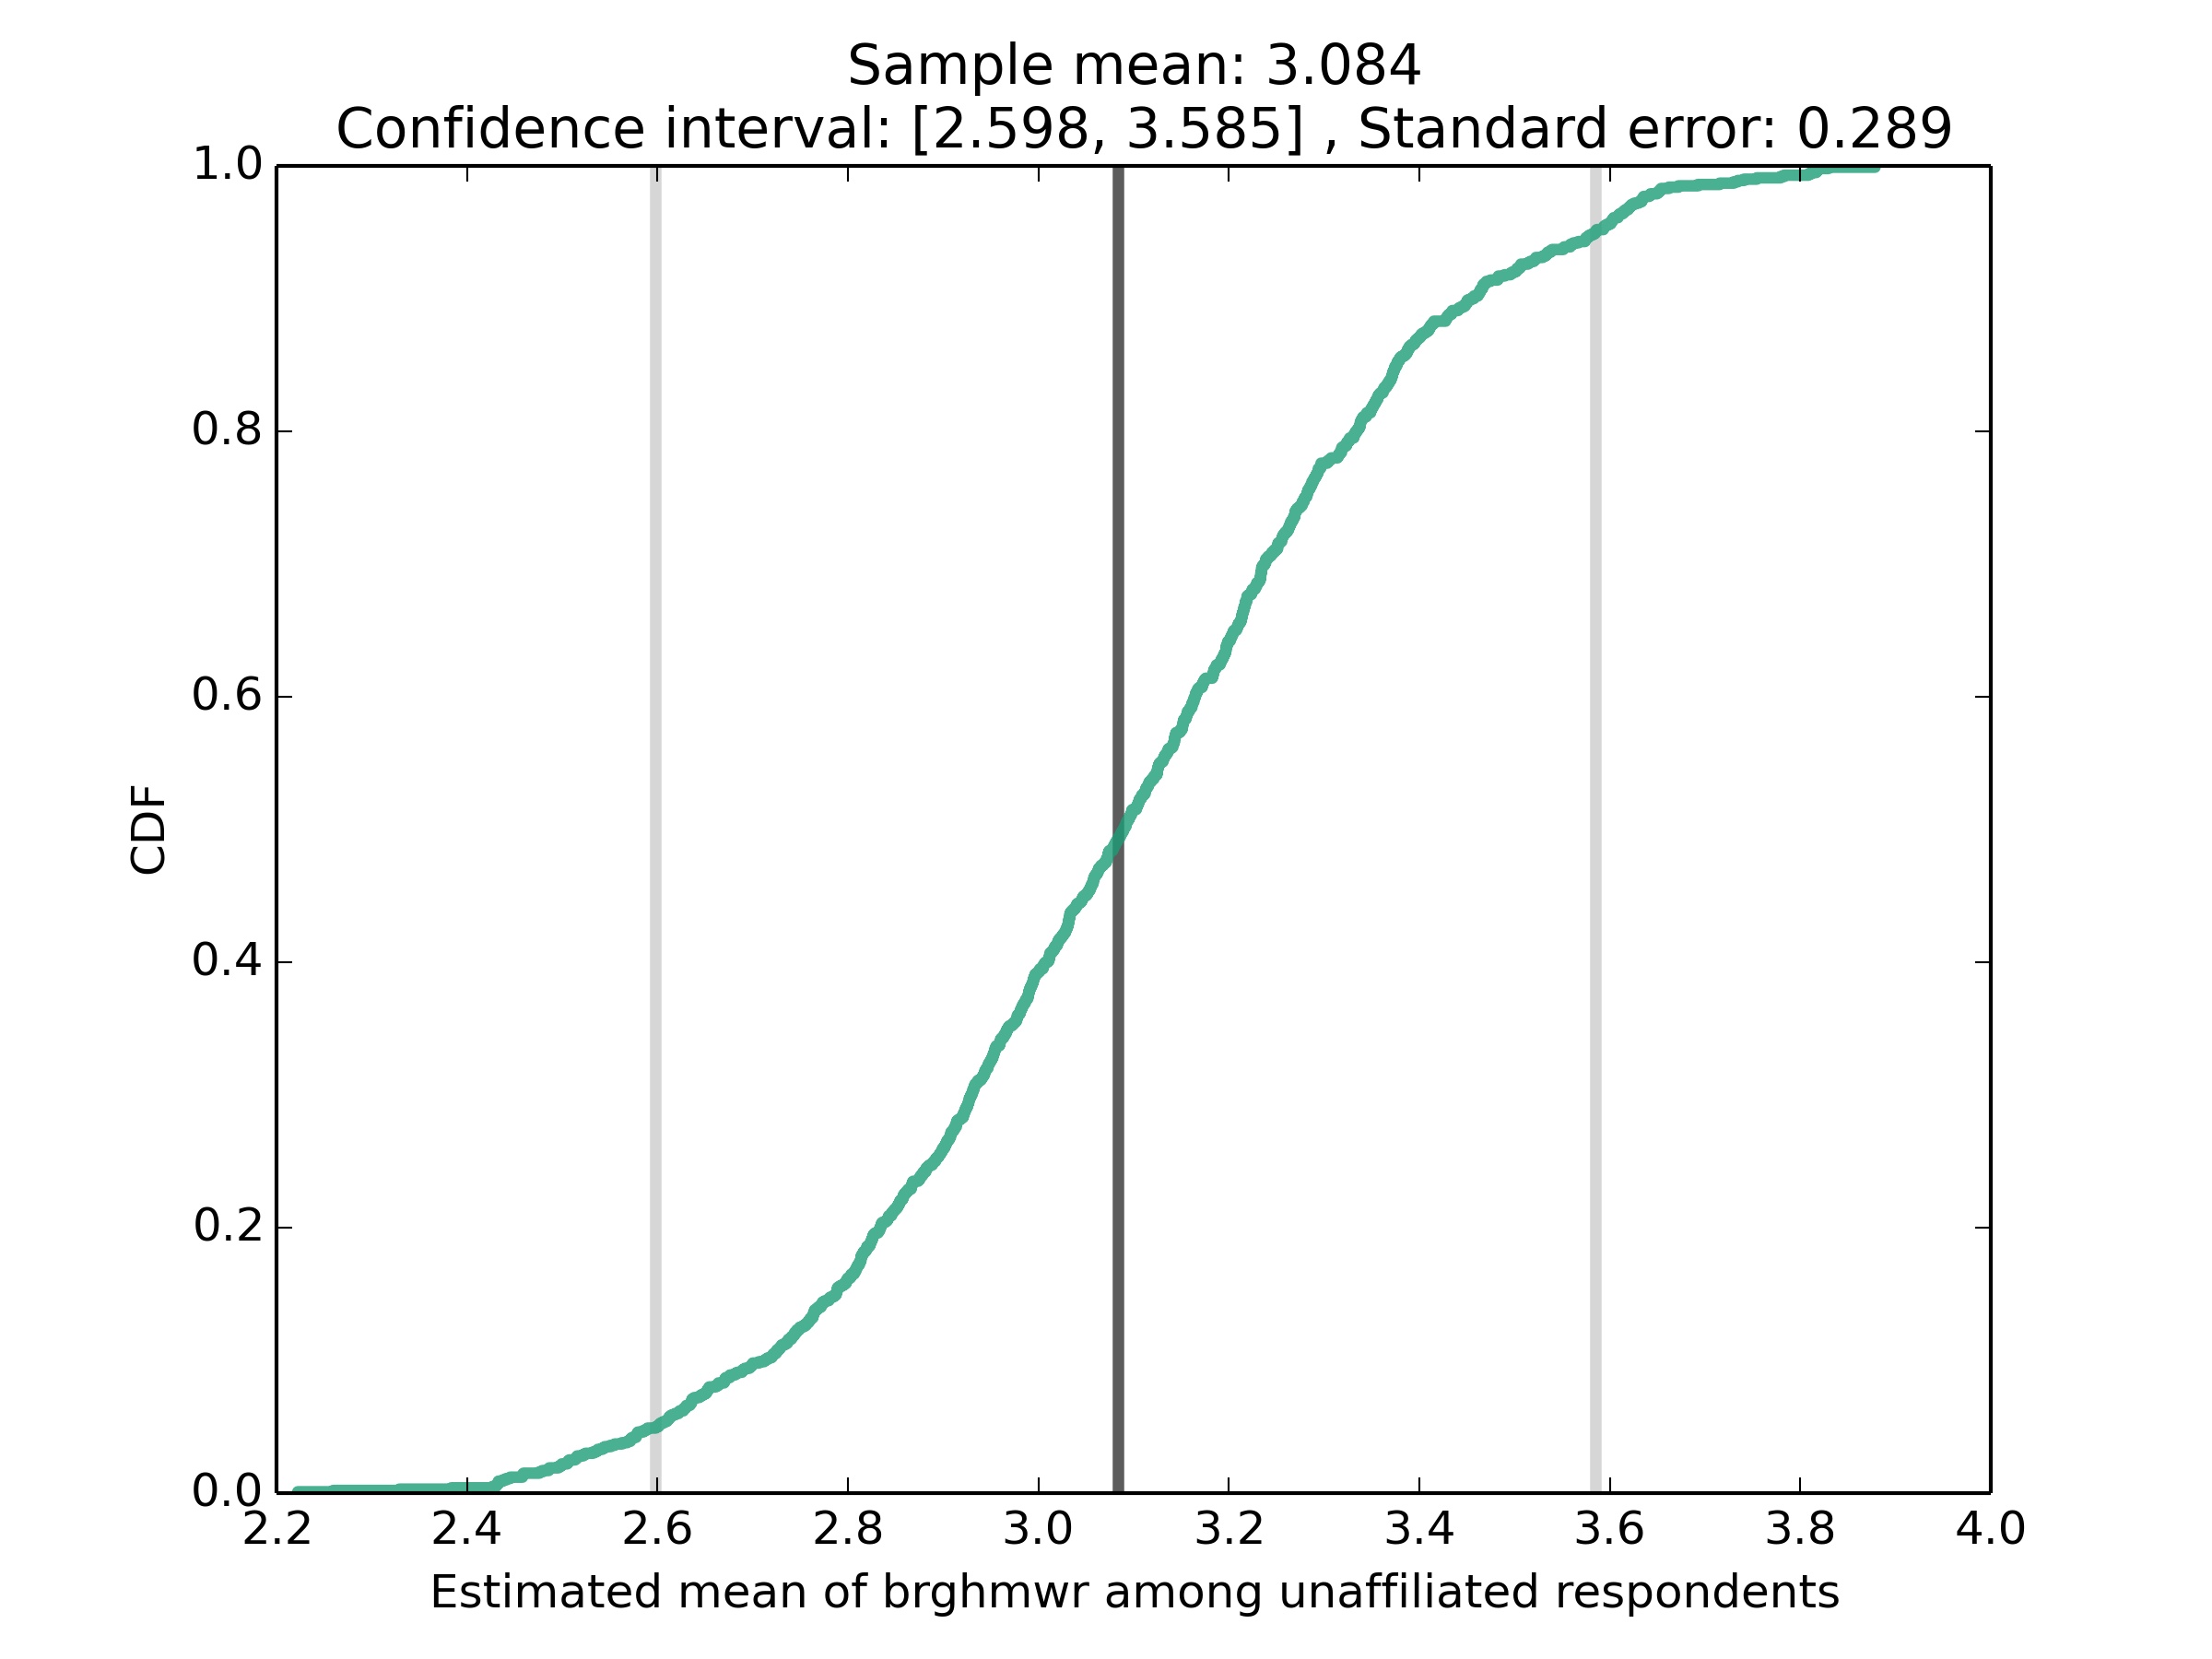 Sample mean: 3.084
Confidence interval: [2.598, 3.585] , Standard error: 0.289
1.0
0.8
0.6
0.4
0.2
0.0
CDF
2.2 2.4 2.6 2.8 3.0 3.2 3.4 3.6 3.8 4.0
Estimated mean of brghmwr among unaffiliated respondents